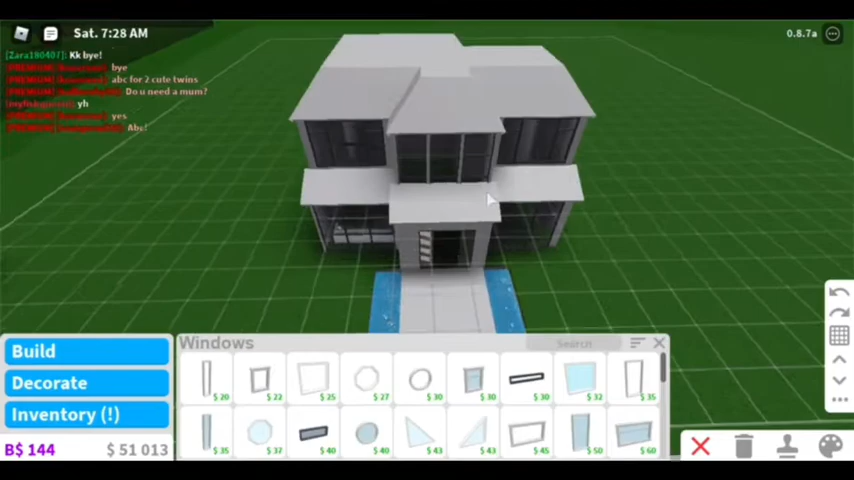 Sat. 7:28 AM
0.8.7a
Kk bye!
bye
abc for 2 cute twins
Do u need a mum?
yh
yes
Abc!
Windows
Search
Build
$ 20
$ 22
$ 25
$ 27
$ 30
$ 30
$ 30
$ 32
$ 35
Decorate
Inventory (!)
$ 35
$ 37
$ 40
$ 40
$ 43
$ 43
$ 45
$ 50
$ 60
B$ 144
$ 51 013